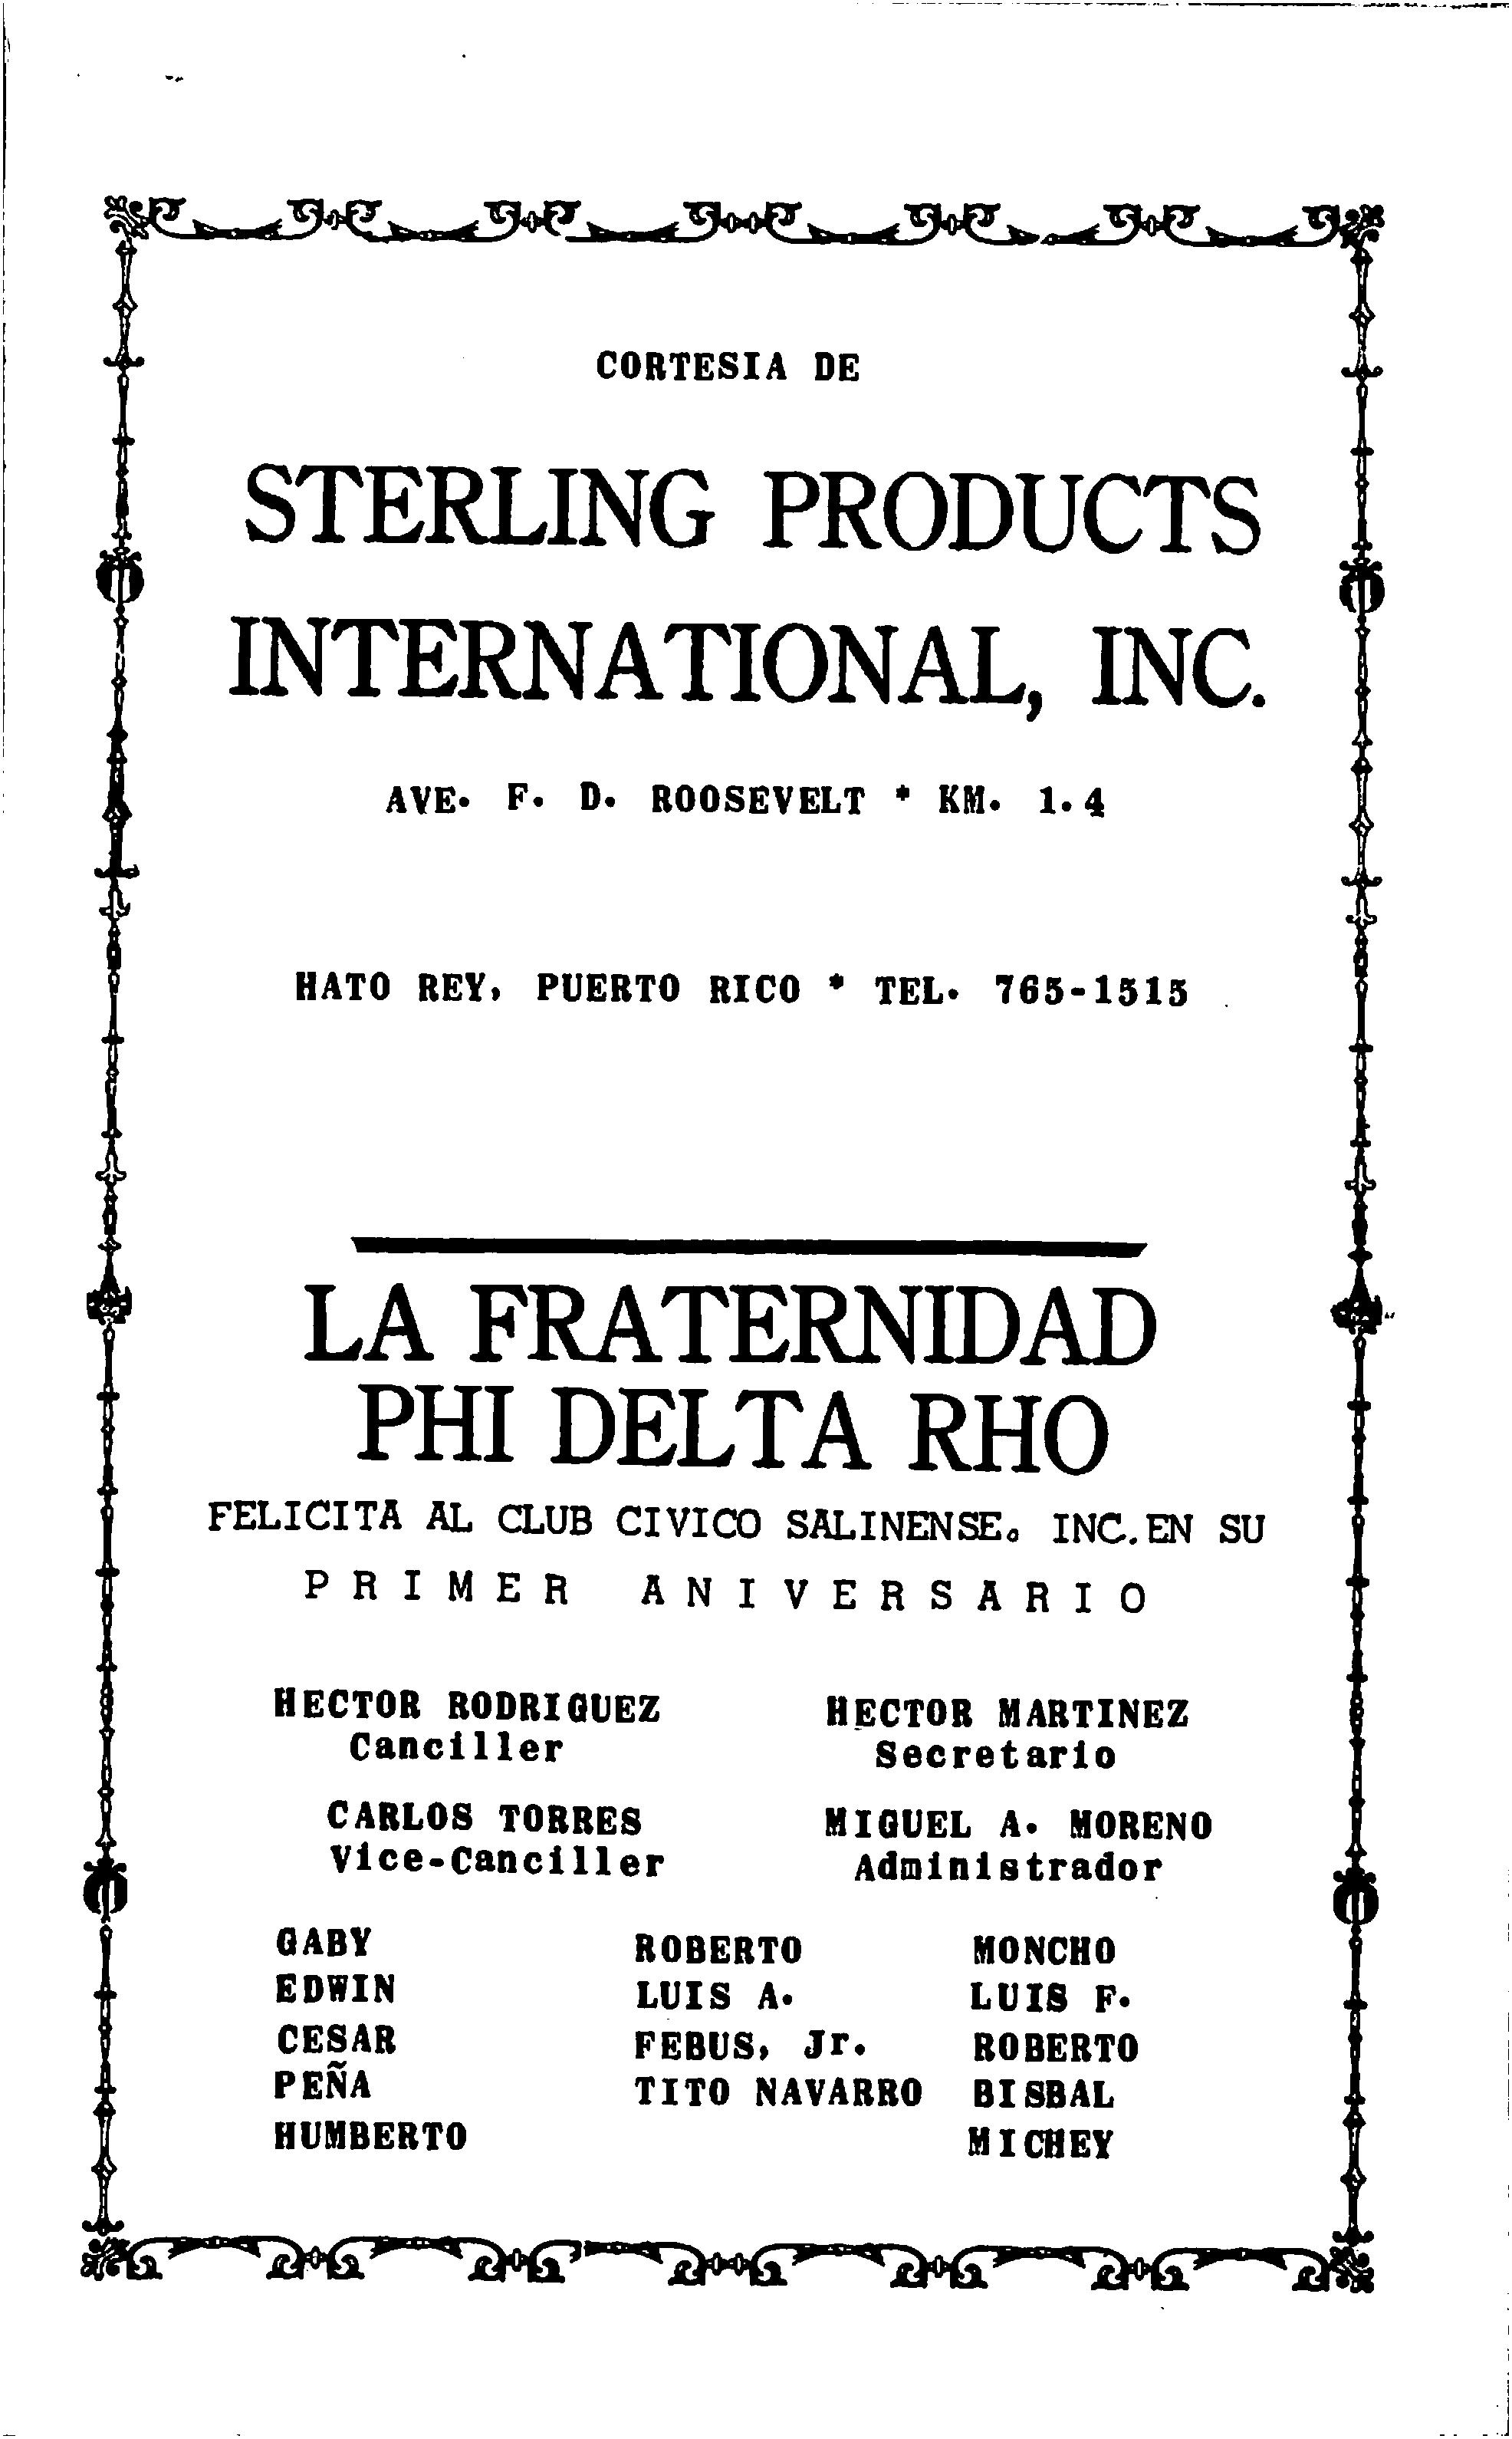 CORTESIA DE
STERLING PRODUCTS
INTERNATIONAL, INC.
AVE. F. D. ROOSEVELT * KM. 1.4
HATO REY, PUERTO RICO * TEL. 765-1515
LA FRATERNIDAD
PHI DELTA RHO
FELICITA AL CLUB CIVICO SALINENSE. INC.EN SU
PRIMER ANIVERSARIO
HECTOR RODRIGUEZ HECTOR MARTINEZ
Canciller Secretario
CARLOS TORRES MIGUEL A. MORENO
Vice-Canciller Administrador
GABY ROBERTO MONCHO
EDWIN LUIS A. LUIS F.
CESAR FEBUS, Jr. ROBERTO
PEÑA TITO NAVARRO BISBAL
HUMBERTO MICHEY